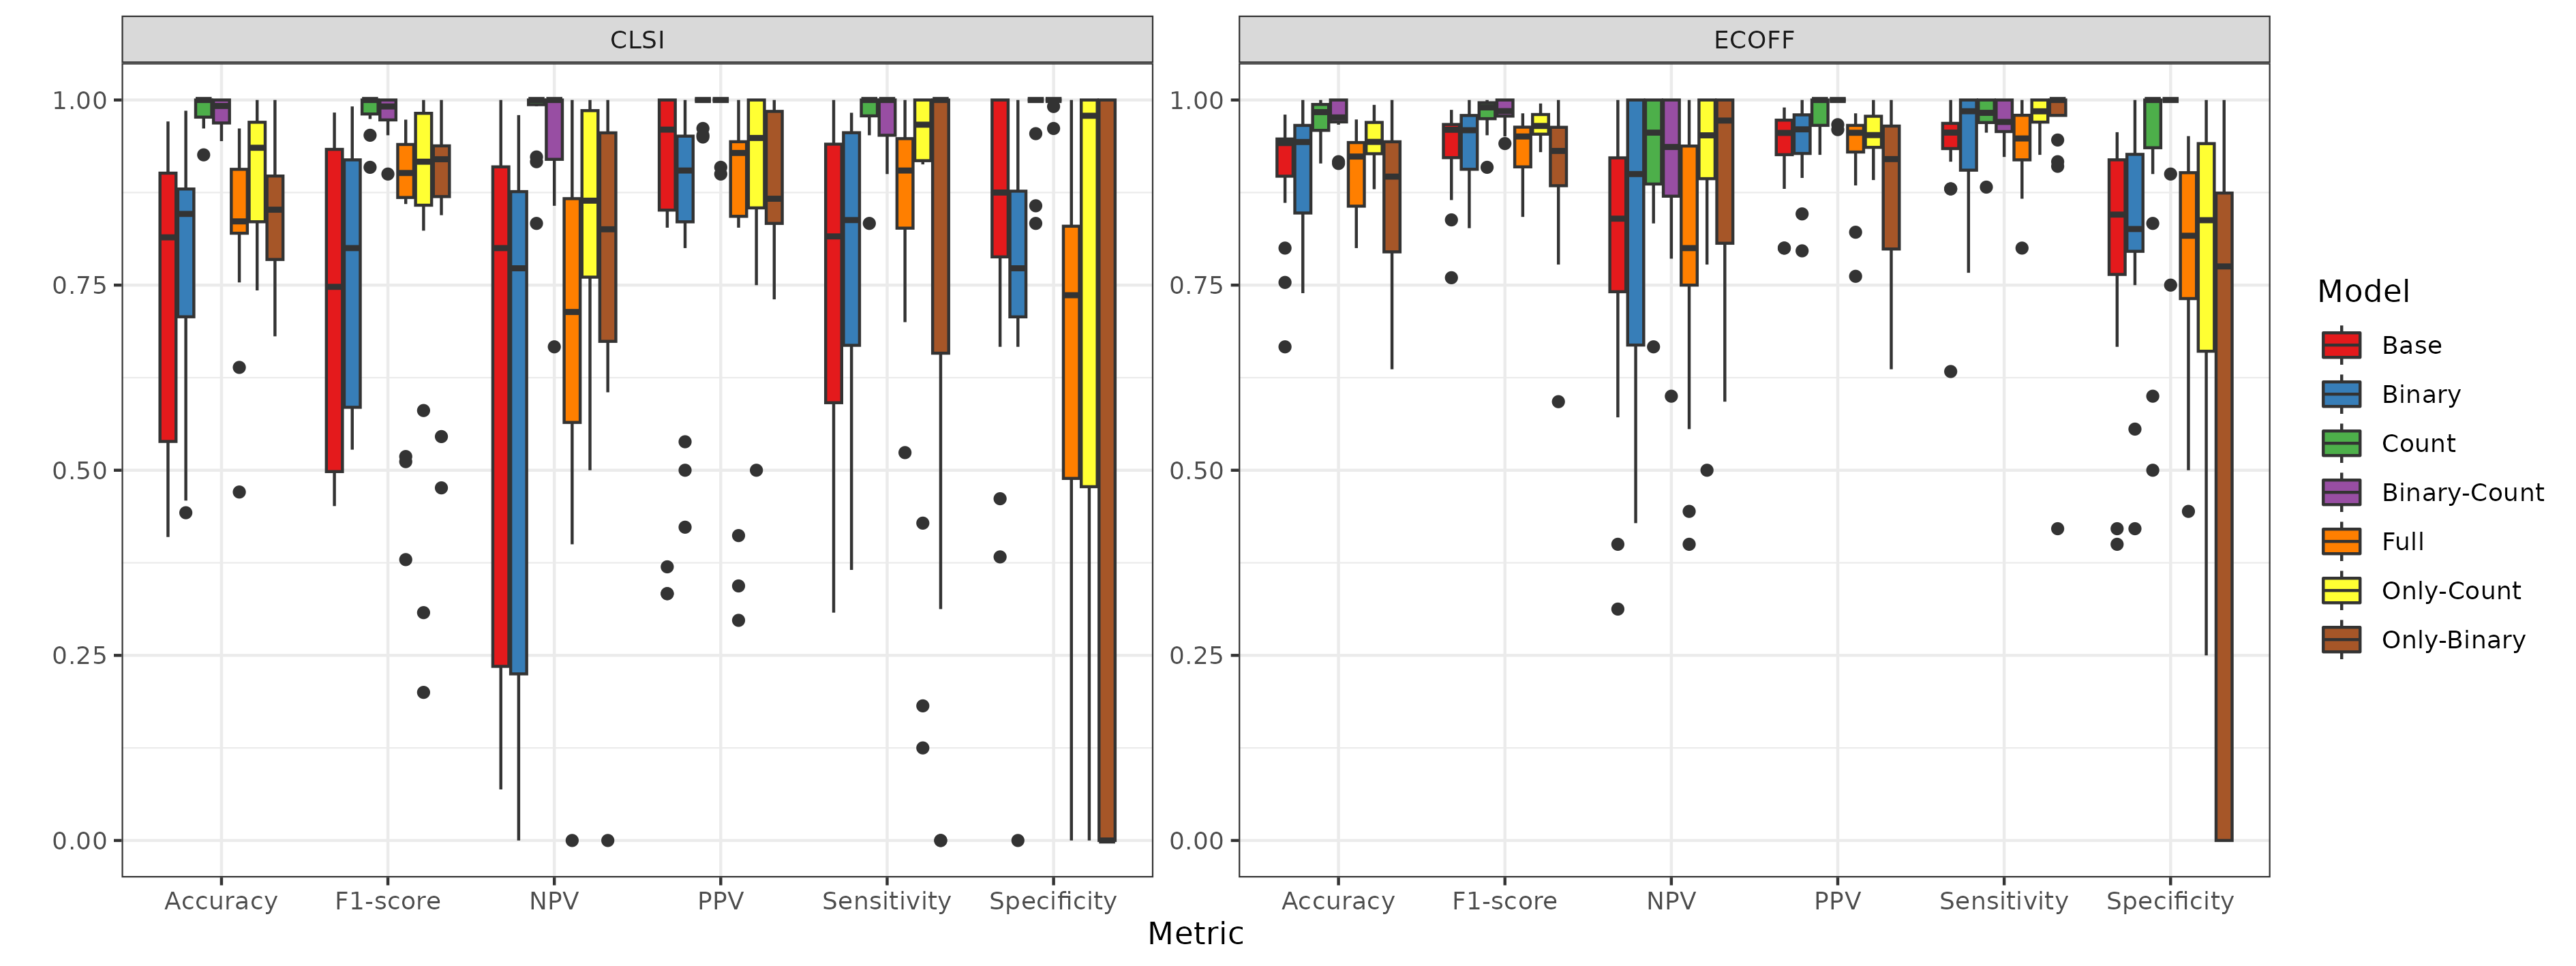 CLSI
ECOFF
1.00
0.75
0.50
0.25
0.00
1.00
0.75
0.50
0.25
0.00
Accuracy F1-score NPV PPV Sensitivity Specificity
Accuracy F1-score NPV PPV Sensitivity Specificity
Metric
Model
Base
Binary
Count
Binary-Count
Full
Only-Count
Only-Binary